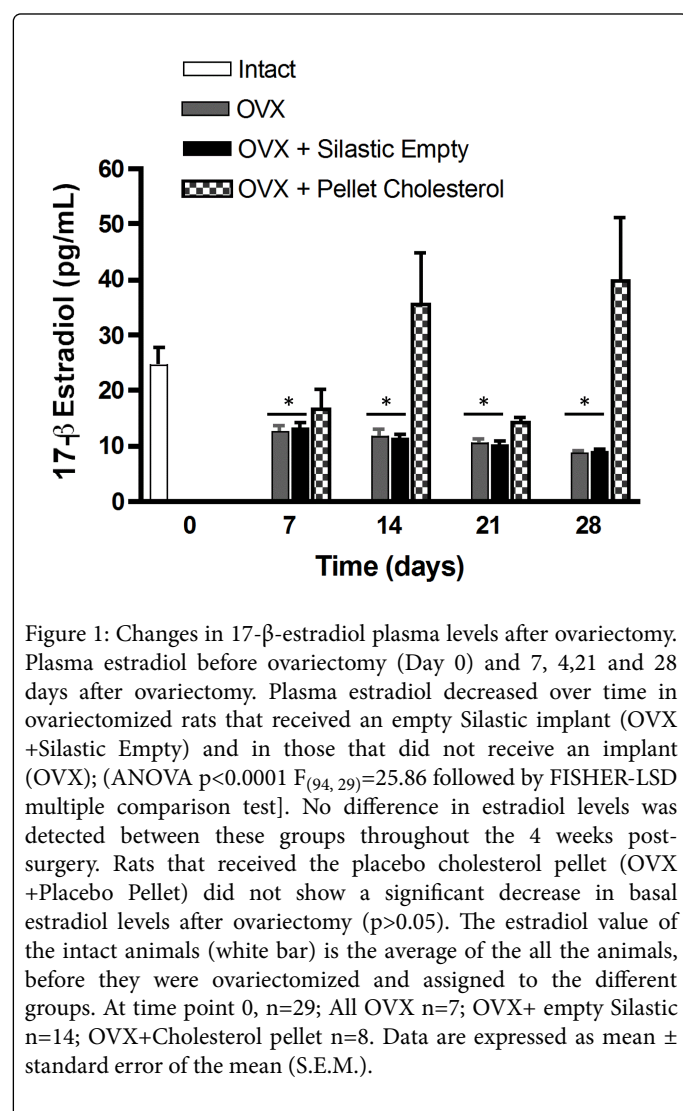 Intact
OVX
OVX + Silastic Empty
OVX + Pellet Cholesterol
17-β Estradiol (pg/mL)
60
50
40
30
20
10
0
* * * *
0 7 14 21 28
Time (days)
Figure 1: Changes in 17-β-estradiol plasma levels after ovariectomy.
Plasma estradiol before ovariectomy (Day 0) and 7, 4,21 and 28
days after ovariectomy. Plasma estradiol decreased over time in
ovariectomized rats that received an empty Silastic implant (OVX
+Silastic Empty) and in those that did not receive an implant
(OVX); (ANOVA p<0.0001 F(94, 29)=25.86 followed by FISHER-LSD
multiple comparison test]. No difference in estradiol levels was
detected between these groups throughout the 4 weeks post-
surgery. Rats that received the placebo cholesterol pellet (OVX
+Placebo Pellet) did not show a significant decrease in basal
estradiol levels after ovariectomy (p>0.05). The estradiol value of
the intact animals (white bar) is the average of the all the animals,
before they were ovariectomized and assigned to the different
groups. At time point 0, n=29; All OVX n=7; OVX+ empty Silastic
n=14; OVX+Cholesterol pellet n=8. Data are expressed as mean ±
standard error of the mean (S.E.M.).